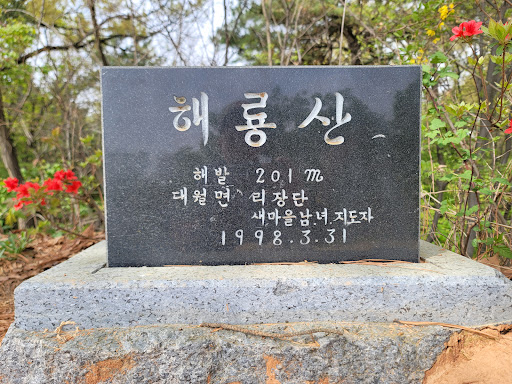 해룡산
해발 201m
대월면 리장단
새마을남.녀.지도자
1998.3.31